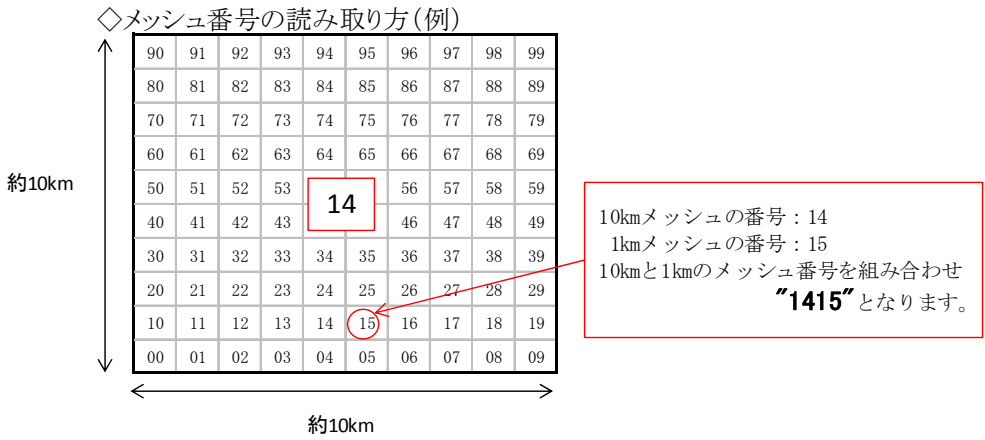 ◇メッシュ番号の読み取り方(例)
90 91 92 93 94 95 96 97 98 99
80 81 82 83 84 85 86 87 88 89
70 71 72 73 74 75 76 77 78 79
60 61 62 63 64 65 66 67 68 69
約10km
50 51 52 53 56 57 58 59
14
40 41 42 43 46 47 48 49
30 31 32 33 34 35 36 37 38 39
20 21 22 23 24 25 26 27 28 29
10 11 12 13 14 15 16 17 18 19
00 01 02 03 04 05 06 07 08 09
約10km
10kmメッシュの番号:14
1kmメッシュの番号:15
10kmと1kmのメッシュ番号を組み合わせ
"1415"となります。